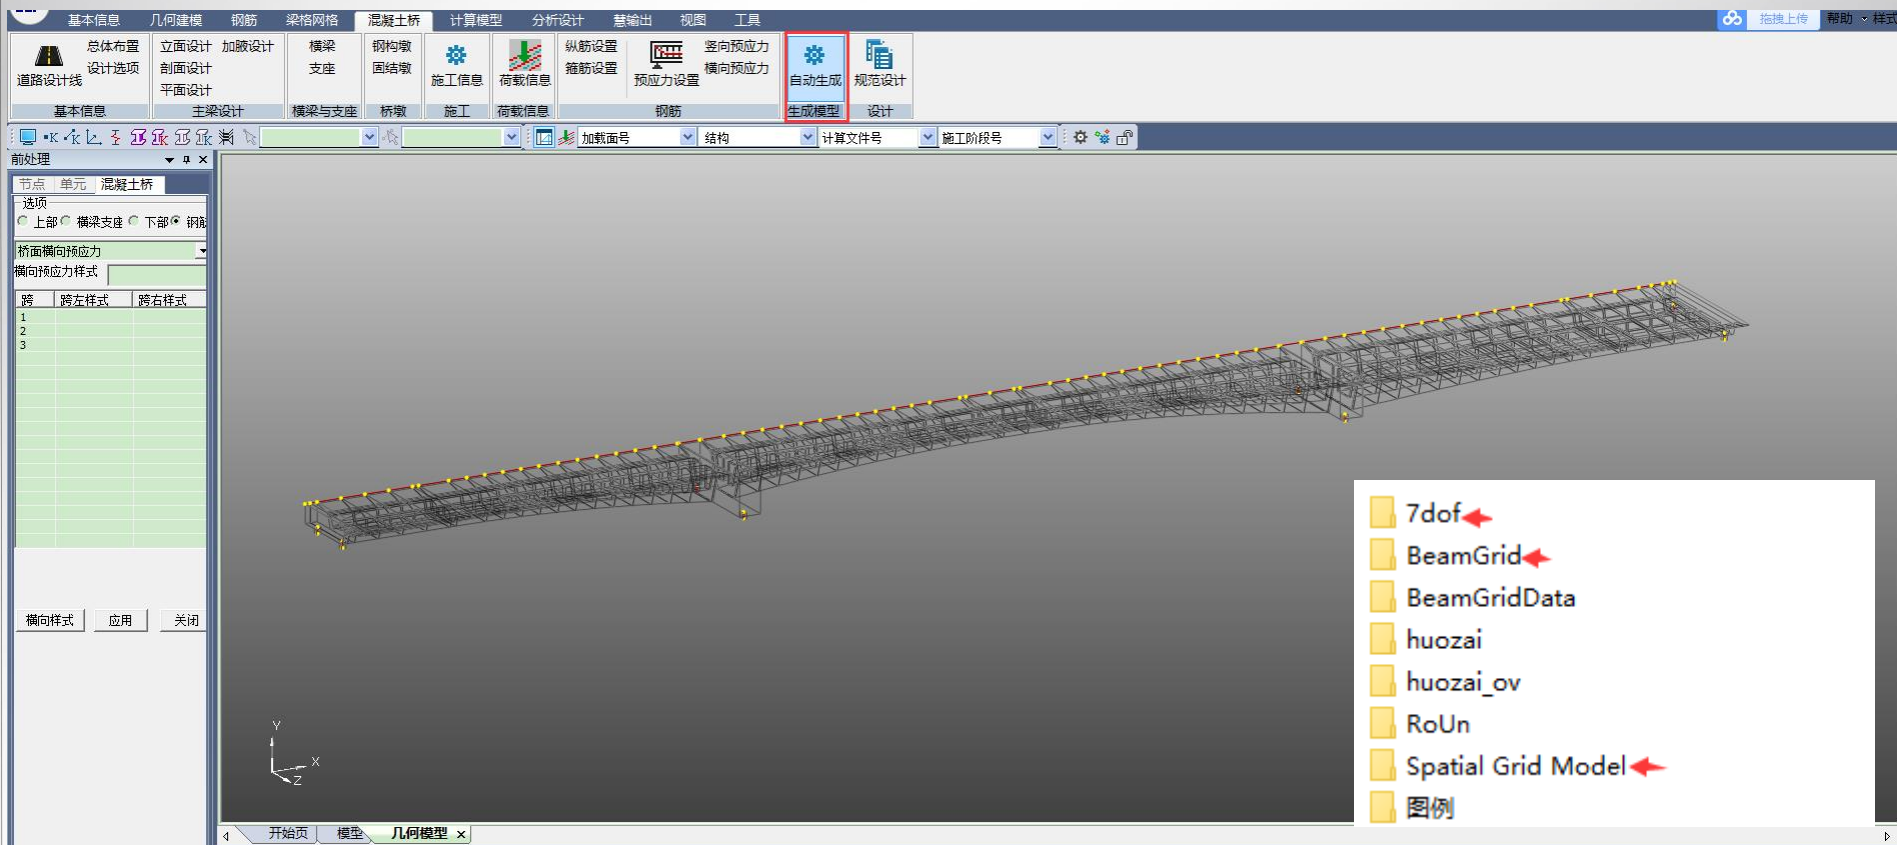 基本信息 几何建模 钢筋 梁格网格 混凝土桥 计算模型 分析设计 慧输出 视图 工具 拖拽上传 帮助 样式
总体布置 立面设计 加腋设计 横梁 钢构墩 纵筋设置 竖向预应力
设计选项 剖面设计 支座 固结墩 箍筋设置 横向预应力
道路设计线 平面设计 施工信息 荷载信息 预应力设置 自动生成 规范设计
基本信息 主梁设计 横梁与支座 桥墩 施工 荷载信息 钢筋 生成模型 设计
加载面号 结构 计算文件号 施工阶段号
前处理
节点 单元 混凝土桥
选项
上部 横梁支座 下部 钢筋
桥面横向预应力
横向预应力样式
跨 跨左样式 跨右样式
1
2
3
横向样式 应用 关闭
Y
X
Z
7dof
BeamGrid
BeamGridData
huozai
huozai_ov
RoUn
Spatial Grid Model
图例
开始页 模型 几何模型